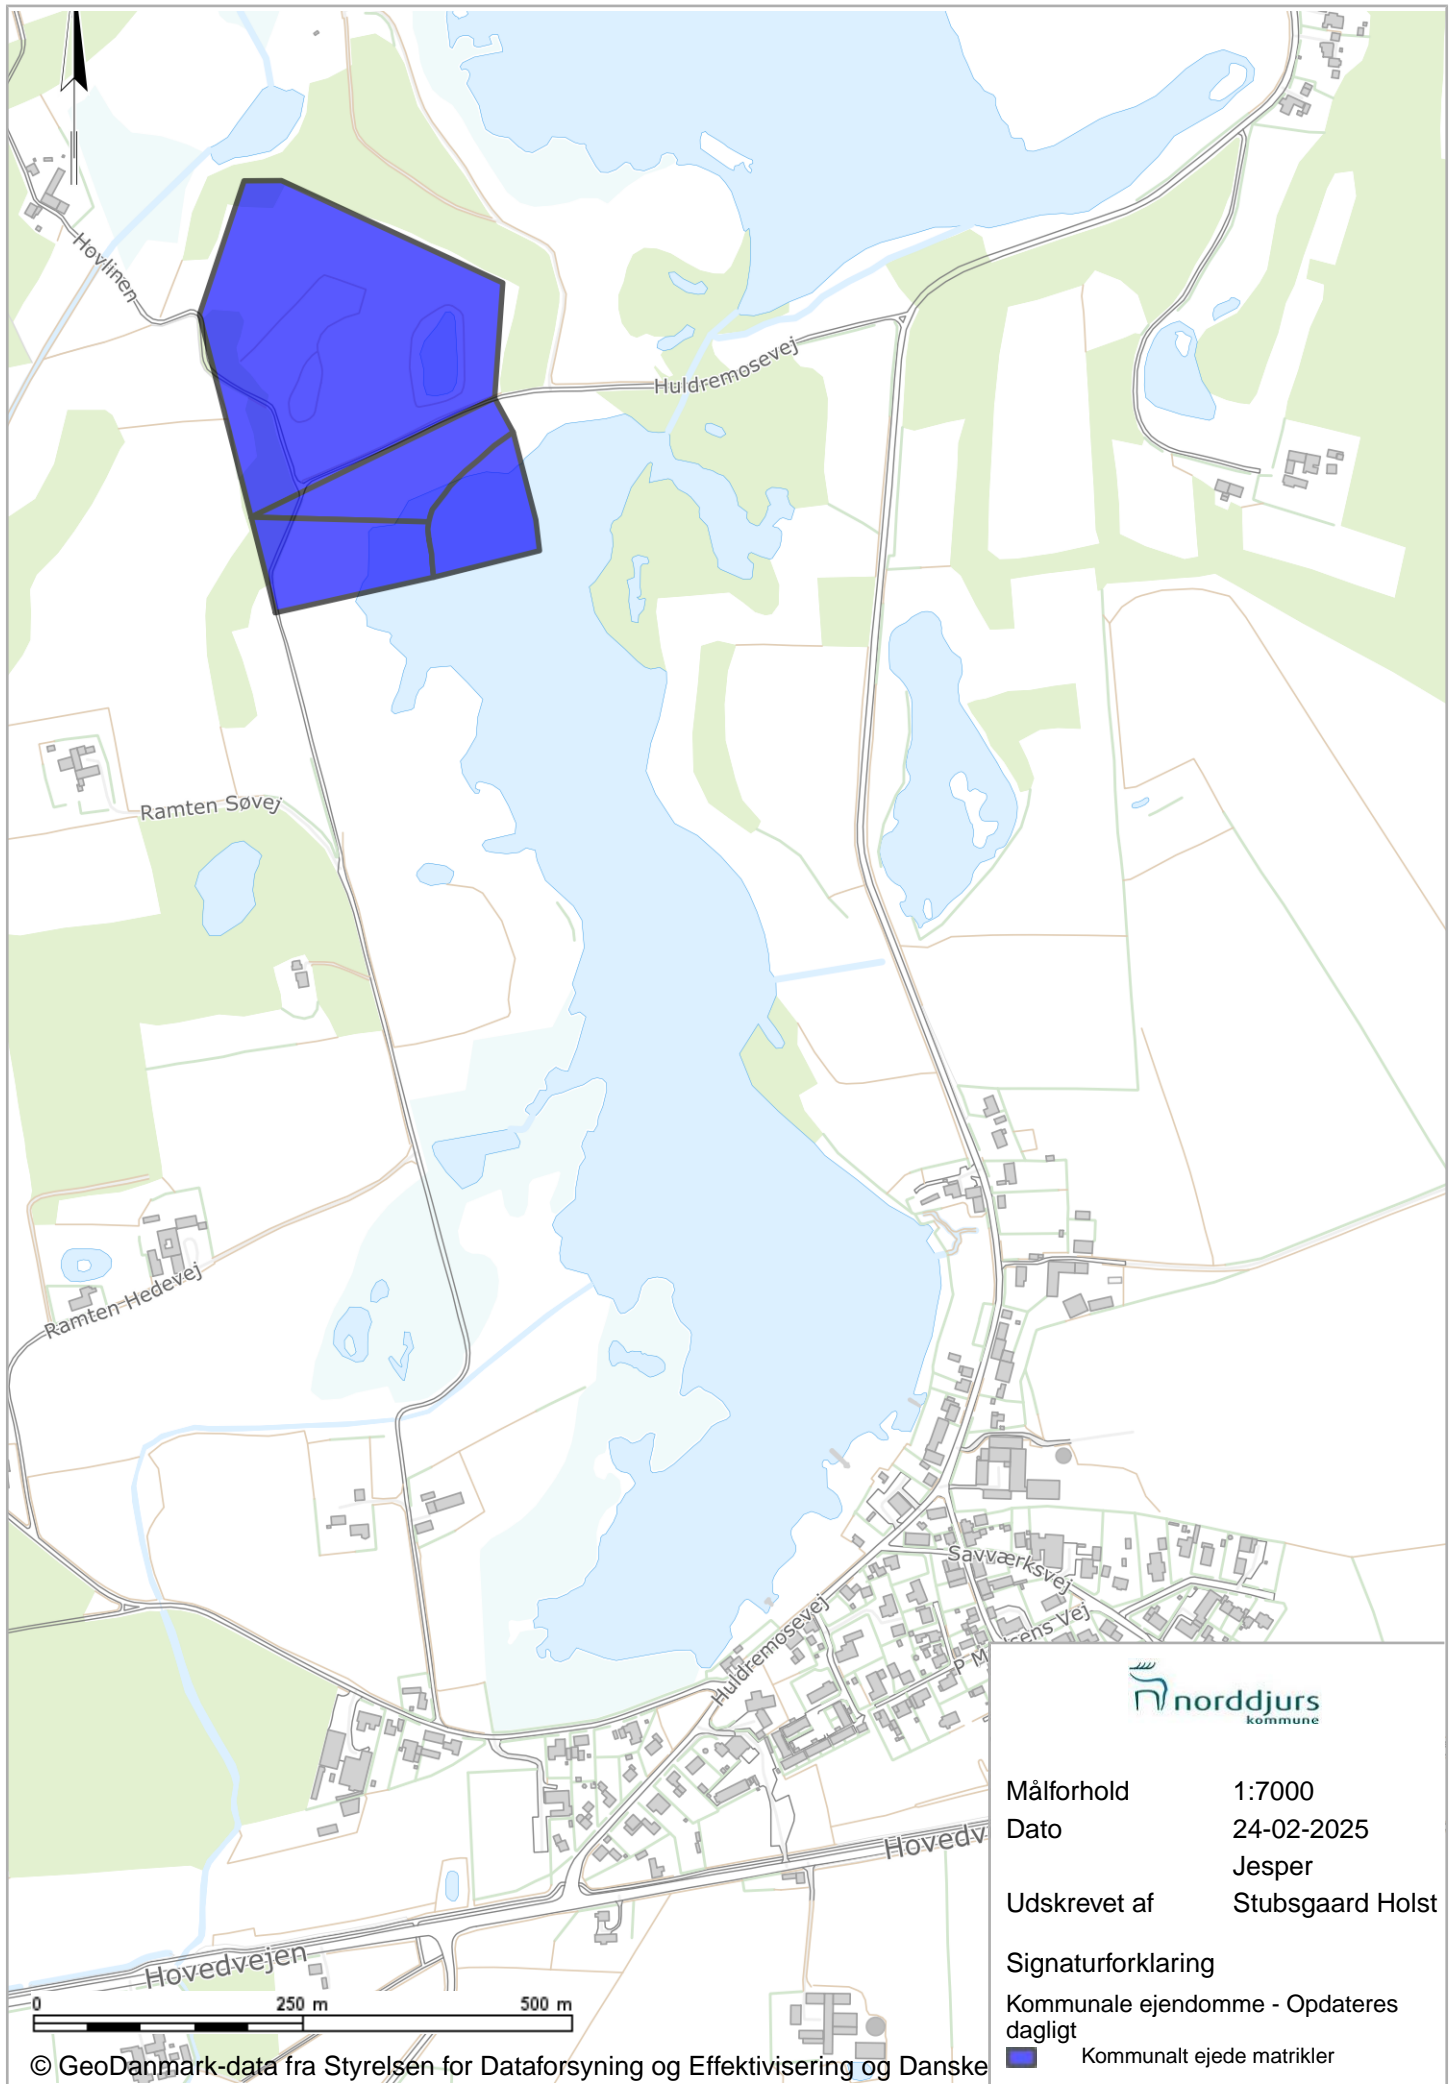 Hovlinen
Huldremosevej
Ramten Søvej
Ramten Hedevej
Savværksvej
Huldremosevej
norddjurs
kommune
Målforhold 1:7000
Dato 24-02-2025
Jesper
Udskrevet af Stubsgaard Holst
Hovedv
Signaturforklaring
Hovedvejen
Kommunale ejendomme - Opdateres
dagligt
0 250 m 500 m
Kommunalt ejede matrikler
© GeoDanmark-data fra Styrelsen for Dataforsyning og Effektivisering og Danske